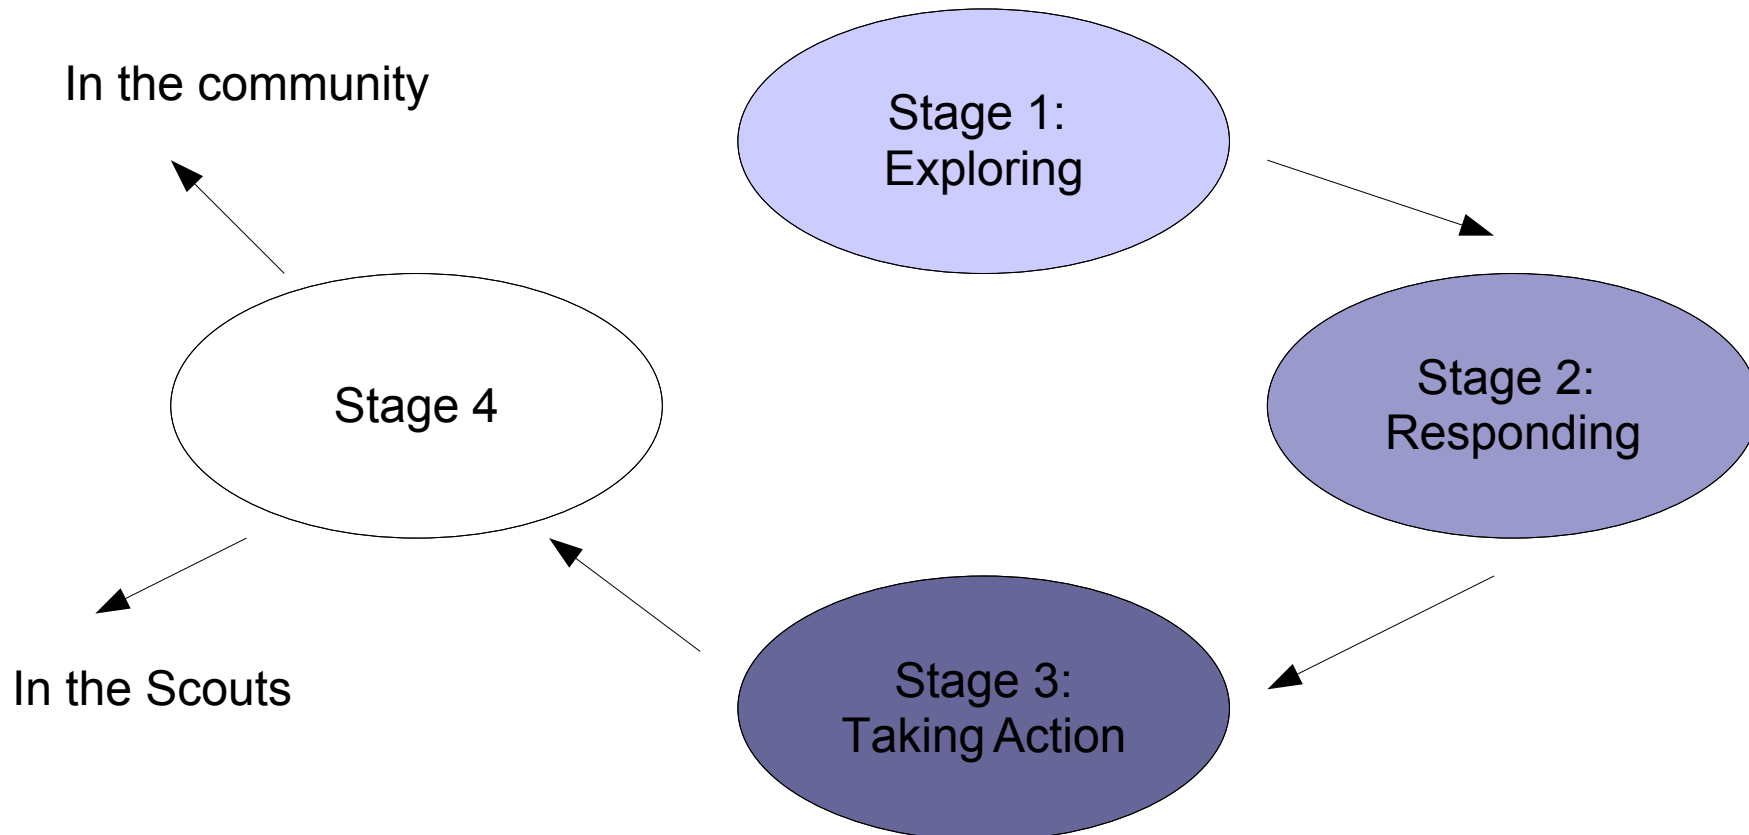 In the community
Stage 1:
Exploring
Stage 2:
Responding
Stage 4
Stage 3:
Taking Action
In the Scouts